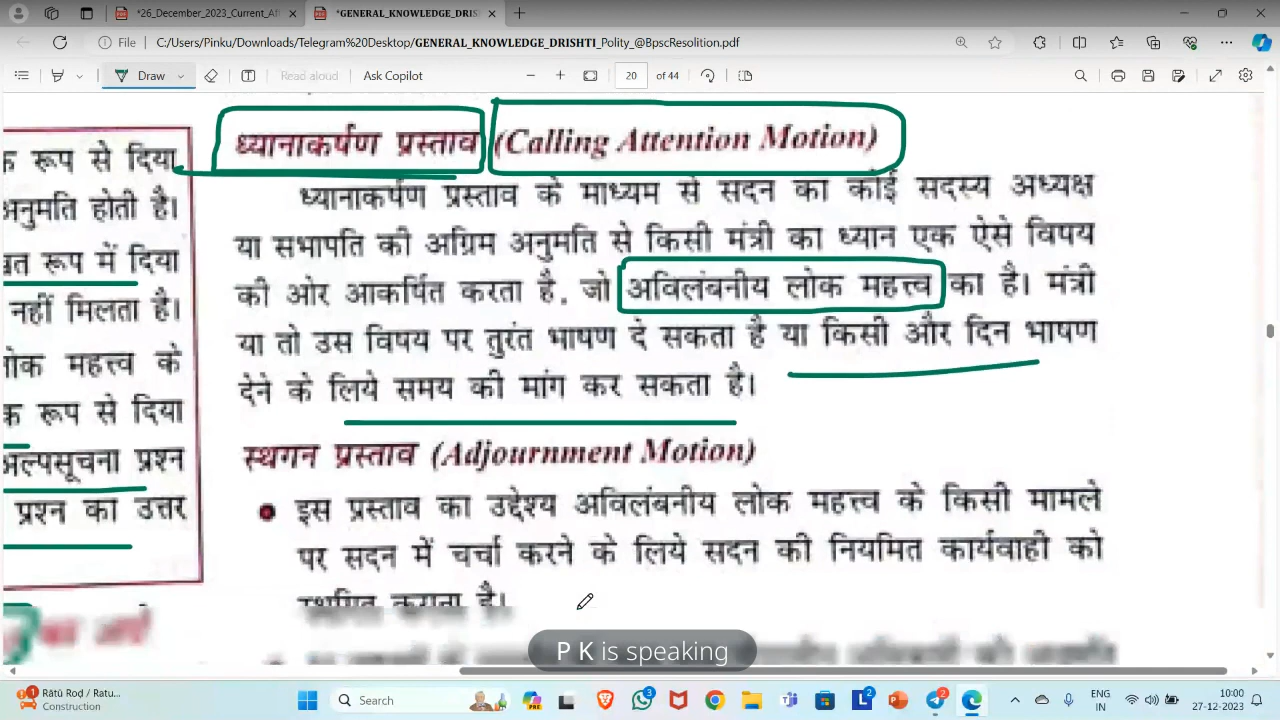 *26_December_2023_Current_Af
*GENERAL_KNOWLEDGE_DRIS
File
C:/Users/Pinku/Downloads/Telegram%20Desktop/GENERAL_KNOWLEDGE_DRISHTI_Polity_@BpscResolition.pdf
Draw
Read aloud
Ask Copilot
20 of 44
ध्यानाकर्षण प्रस्ताव (Calling Attention Motion)
ध्यानाकर्षण प्रस्ताव के माध्यम से सदन का कोई सदस्य अध्यक्ष
या सभापति की अग्रिम अनुमति से किसी मंत्री का ध्यान एक ऐसे विषय
की ओर आकर्षित करता है, जो अविलंबनीय लोक महत्त्व का है। मंत्री
या तो उस विषय पर तुरंत भाषण दे सकता है या किसी और दिन भाषण
देने के लिये समय की मांग कर सकता है।
स्थगन प्रस्ताव (Adjournment Motion)
इस प्रस्ताव का उद्देश्य अविलंबनीय लोक महत्त्व के किसी मामले
पर सदन में चर्चा करने के लिये सदन की नियमित कार्यवाही को
स्थगित कराना है।
रूप से दिया
अनुमति होती है।
रूप में दिया
नहीं मिलता है।
महत्त्व के
रूप से दिया
अल्पसूचना प्रश्न
प्रश्न का उत्तर
P K is speaking
Rātū Roḍ / Ratu...
Construction
Search
ENG
IN
27-12-2023